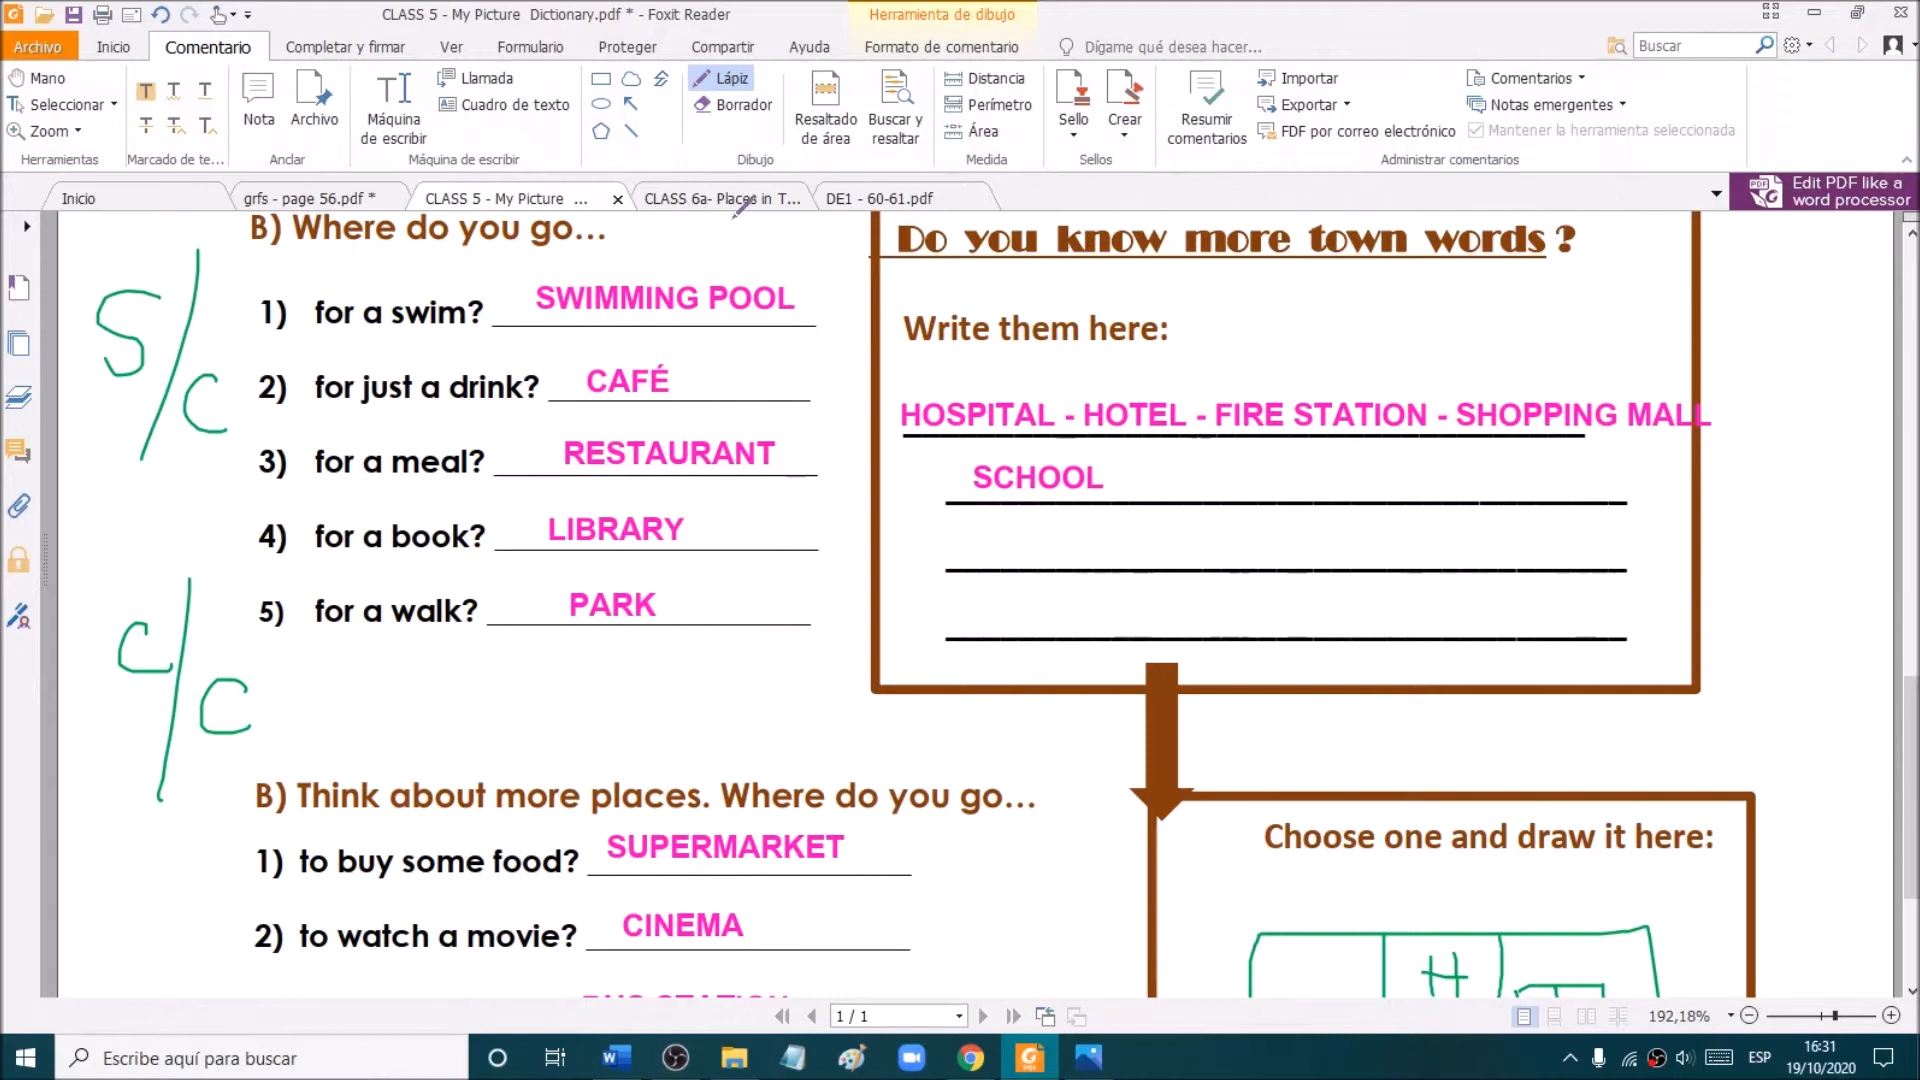 CLASS 5 - My Picture Dictionary.pdf * - Foxit Reader
Herramienta de dibujo
Archivo
Inicio
Comentario
Completar y firmar
Ver
Formulario
Proteger
Compartir
Ayuda
Formato de comentario
Dígame qué desea hacer...
Buscar
Mano
Seleccionar
Zoom
Herramientas
Marcado de te...
Nota
Archivo
Anclar
Máquina de escribir
Llamada
Cuadro de texto
Máquina de escribir
Lápiz
Borrador
Dibujo
Resaltado de área
Buscar y resaltar
Distancia
Perímetro
Área
Medida
Sello
Crear
Sellos
Resumir comentarios
Importar
Exportar
FDF por correo electrónico
Comentarios
Notas emergentes
Mantener la herramienta seleccionada
Administrar comentarios
Inicio
grfs - page 56.pdf *
CLASS 5 - My Picture ...
CLASS 6a- Places in T...
DE1 - 60-61.pdf
Edit PDF like a word processor
B) Where do you go...
1) for a swim? SWIMMING POOL
2) for just a drink? CAFÉ
3) for a meal? RESTAURANT
4) for a book? LIBRARY
5) for a walk? PARK
S/C
C/C
Do you know more town words ?
Write them here:
HOSPITAL - HOTEL - FIRE STATION - SHOPPING MALL
SCHOOL
B) Think about more places. Where do you go...
1) to buy some food? SUPERMARKET
2) to watch a movie? CINEMA
BUS STATION
Choose one and draw it here:
H
1 / 1
192,18%
Escribe aquí para buscar
ESP
16:31
19/10/2020